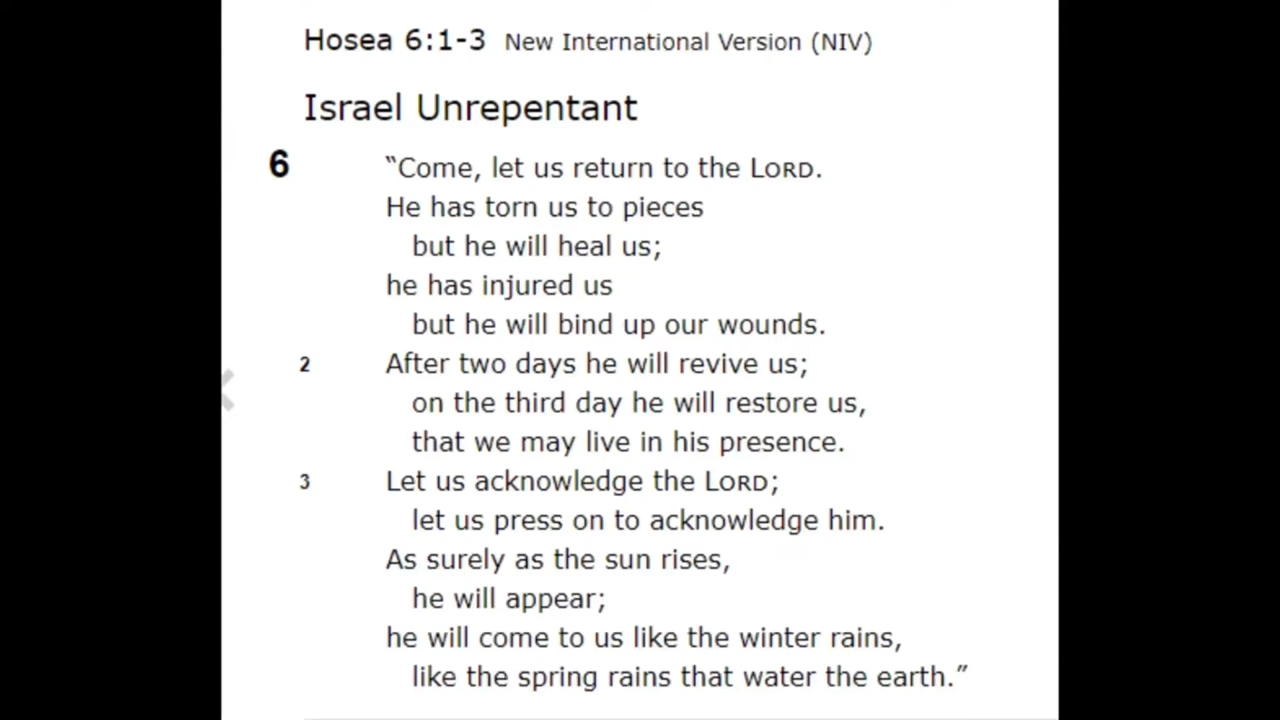 Hosea 6:1-3 New International Version (NIV)
Israel Unrepentant
6 “Come, let us return to the LORD.
He has torn us to pieces
but he will heal us;
he has injured us
but he will bind up our wounds.
2 After two days he will revive us;
on the third day he will restore us,
that we may live in his presence.
3 Let us acknowledge the LORD;
let us press on to acknowledge him.
As surely as the sun rises,
he will appear;
he will come to us like the winter rains,
like the spring rains that water the earth.”